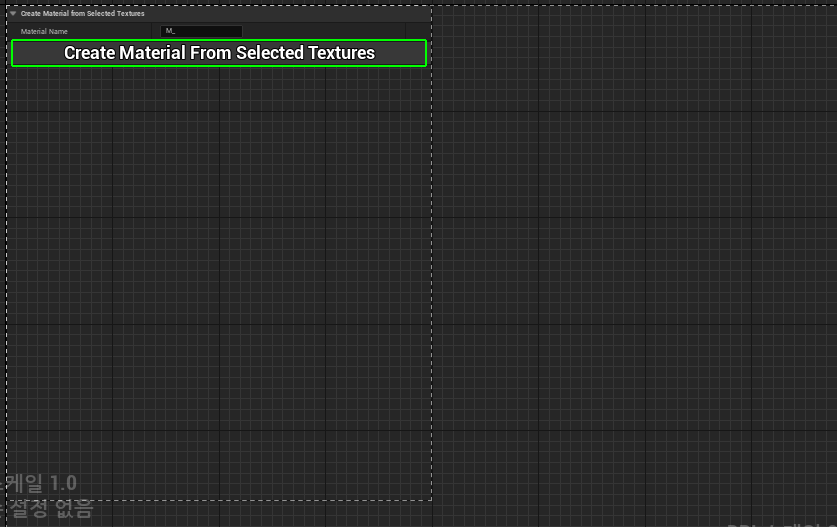 Create Material from Selected Textures
Material Name
M_
Create Material From Selected Textures
케일 1.0
설정 없음